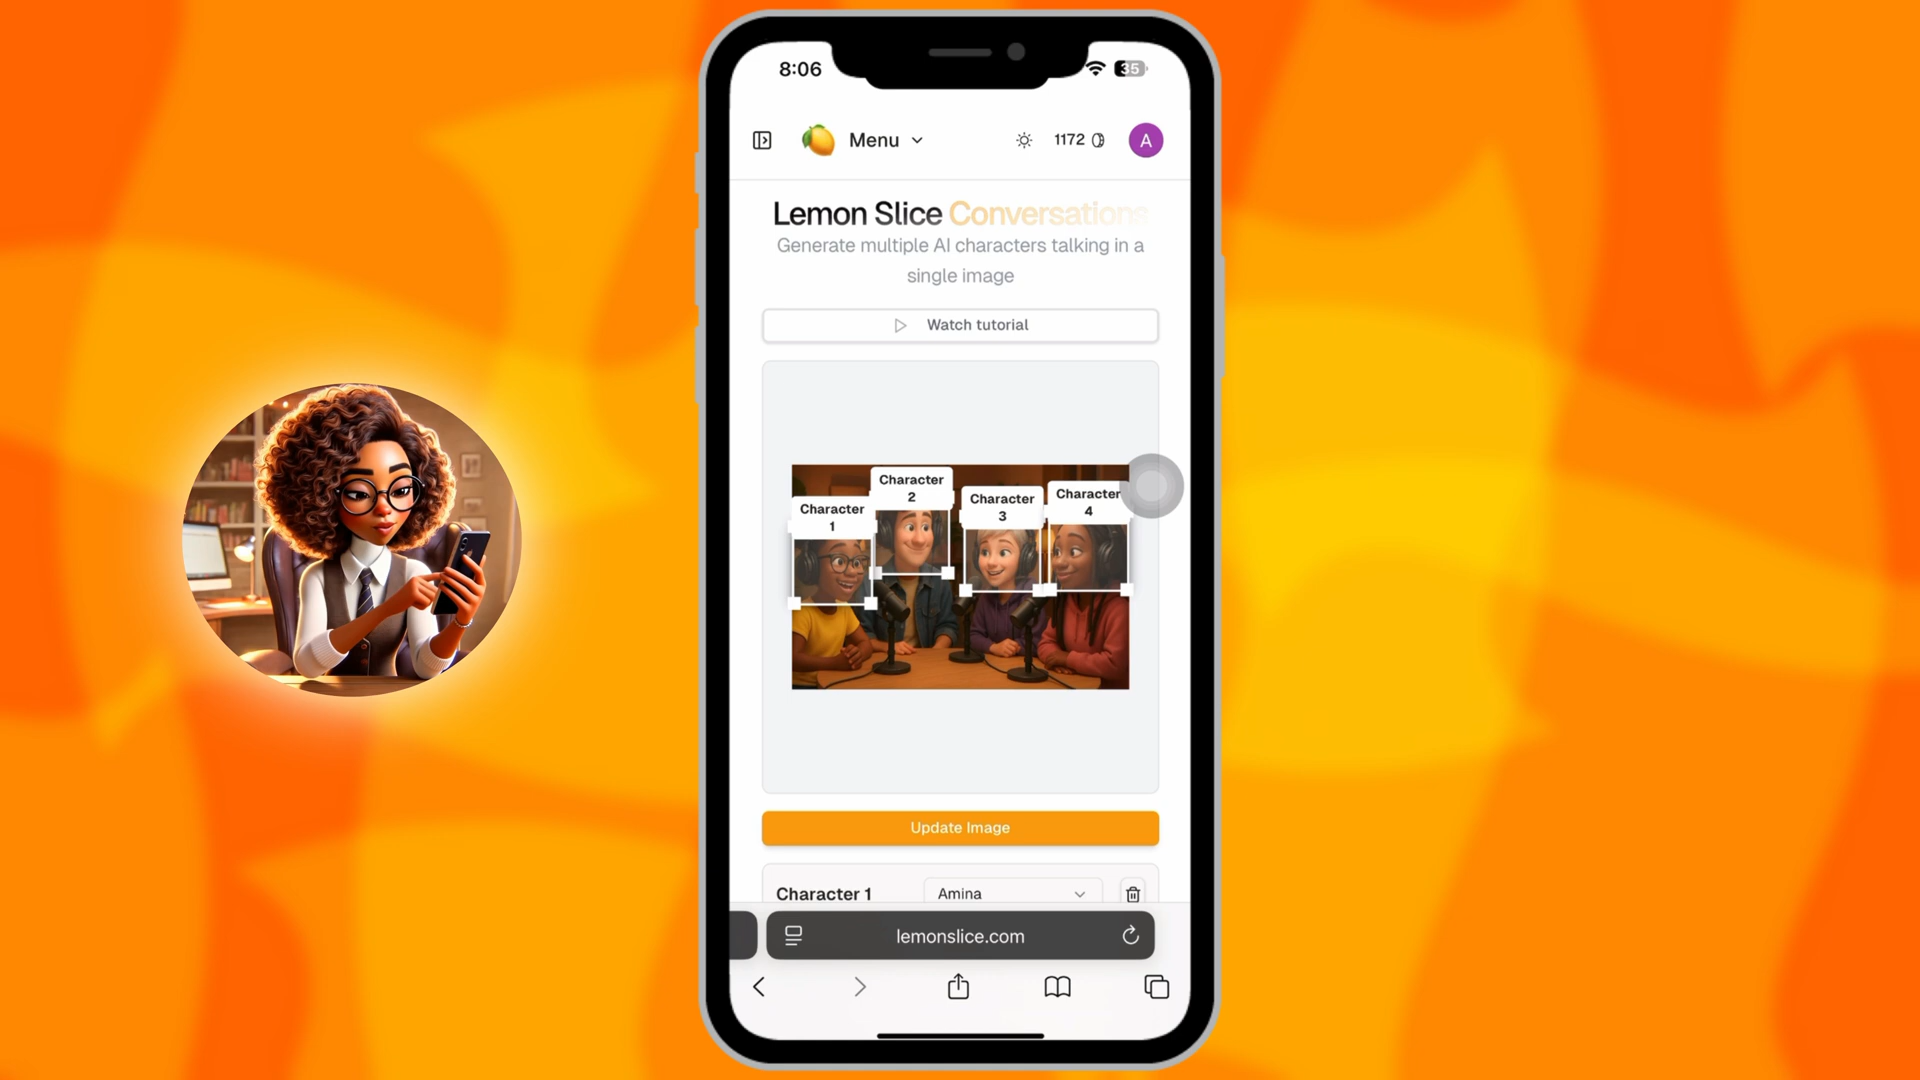 8:06
35
Menu
1172
A
Lemon Slice Conversations
Generate multiple AI characters talking in a
single image
Watch tutorial
Character
1
Character
2
Character
3
Character
4
Update Image
Character 1
Amina
lemonslice.com